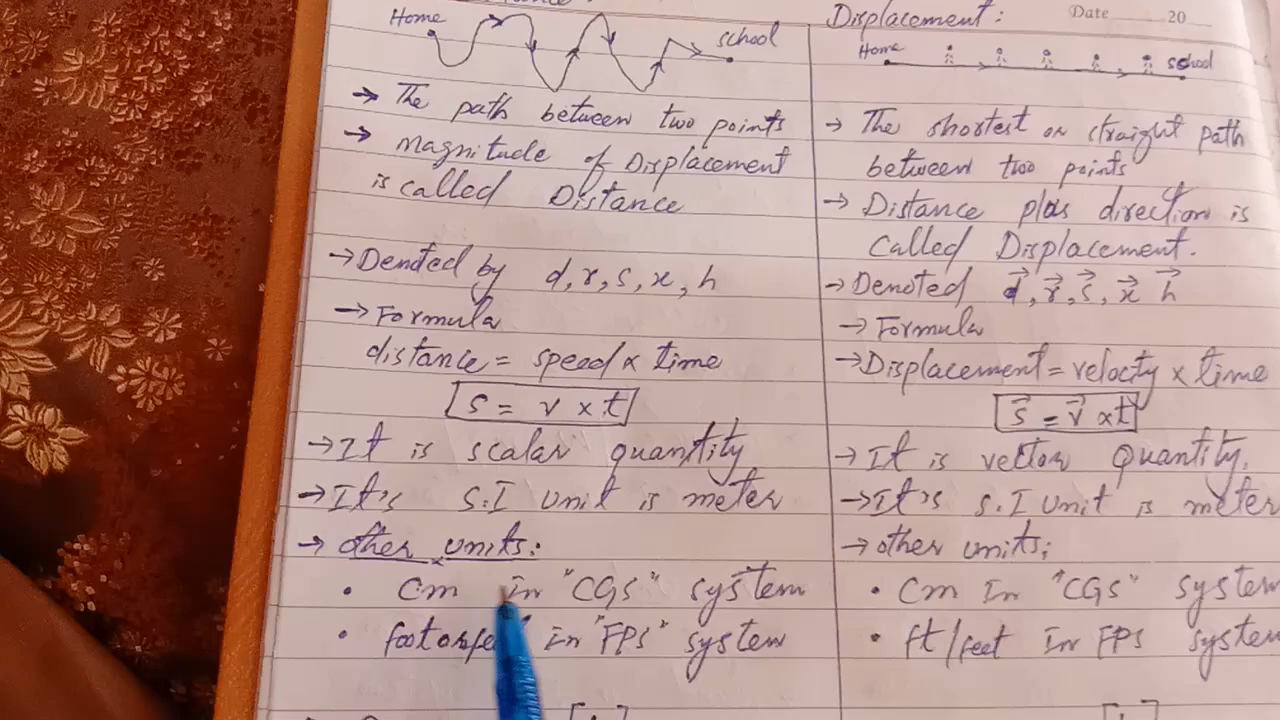 Displacement:
Date 20
Home
school
→ The path between two points
→ magnitude of Displacement
is called Distance
→ Denoted by d, r, s, x, h
→ Formula
distance = speed × time
s = v × t
→ It is scalar quantity
→ It's S.I Unit is meter
→ other units:
• Cm In "CGS" system
• foot or In "FPS" system
Home
school
→ The shortest or straight path
between two points
→ Distance plus direction is
Called Displacement.
→ Denoted d⃗, r⃗, s⃗, x⃗ h⃗
→ Formula
→ Displacement = velocity × time
s⃗ = v⃗ × t
→ It is vector Quantity.
→ It's S.I Unit is meter
→ other units;
• Cm In "CGS" system
• ft/feet In FPS system